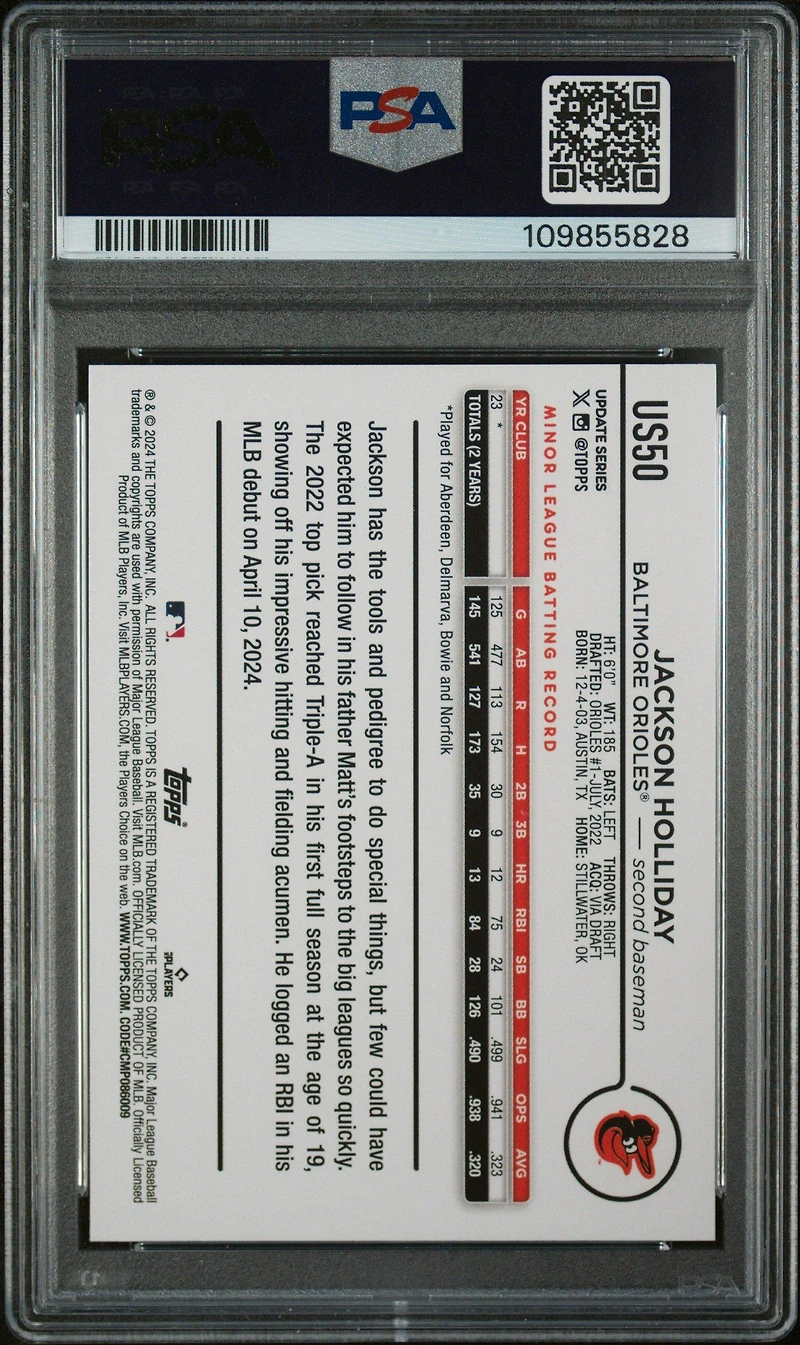 PSA
PSA
PSA PSA PSA
109855828
US50
JACKSON HOLLIDAY
BALTIMORE ORIOLES® — second baseman
UPDATE SERIES
X @TOPPS
HT: 6'0" WT: 185 BATS: LEFT THROWS: RIGHT
DRAFTED: ORIOLES #1-JULY, 2022 ACQ: VIA DRAFT
BORN: 12-4-03, AUSTIN, TX HOME: STILLWATER, OK
MINOR LEAGUE BATTING RECORD
YR CLUB G AB R H 2B 3B HR RBI SB BB SLG OPS AVG
23 * 125 477 113 154 30 9 12 75 24 101 .499 .941 .323
TOTALS (2 YEARS) 145 541 127 173 35 9 13 84 28 126 .490 .938 .320
*Played for Aberdeen, Delmarva, Bowie and Norfolk
Jackson has the tools and pedigree to do special things, but few could have
expected him to follow in his father Matt's footsteps to the big leagues so quickly.
The 2022 top pick reached Triple-A in his first full season at the age of 19,
showing off his impressive hitting and fielding acumen. He logged an RBI in his
MLB debut on April 10, 2024.
topps®
PLAYERS
® & © 2024 THE TOPPS COMPANY, INC. ALL RIGHTS RESERVED. TOPPS IS A REGISTERED TRADEMARK OF THE TOPPS COMPANY, INC. Major League Baseball
trademarks and copyrights are used with permission of Major League Baseball. Visit MLB.com. OFFICIALLY LICENSED PRODUCT OF MLB. Officially Licensed
Product of MLB Players, Inc. Visit MLBPLAYERS.COM, the Players Choice on the web. WWW.TOPPS.COM. CODE#CMP086009
PSA